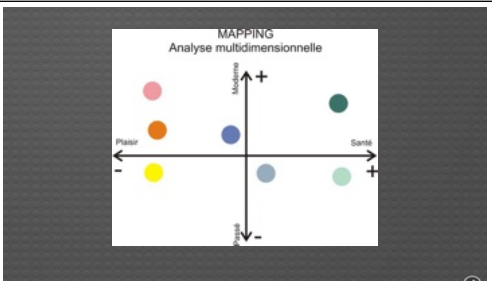 MAPPING
Analyse multidimensionnelle
Moderne
+
Plaisir
Santé
-
+
Passé
-